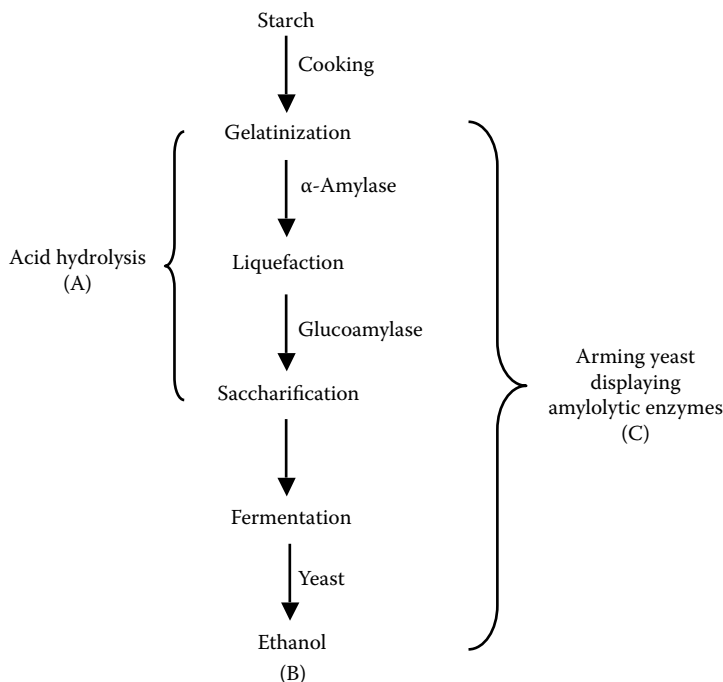 Starch
Cooking
Gelatinization
α-Amylase
Acid hydrolysis
(A)
Liquefaction
Glucoamylase
Arming yeast
displaying
amylolytic enzymes
(C)
Saccharification
Fermentation
Yeast
Ethanol
(B)